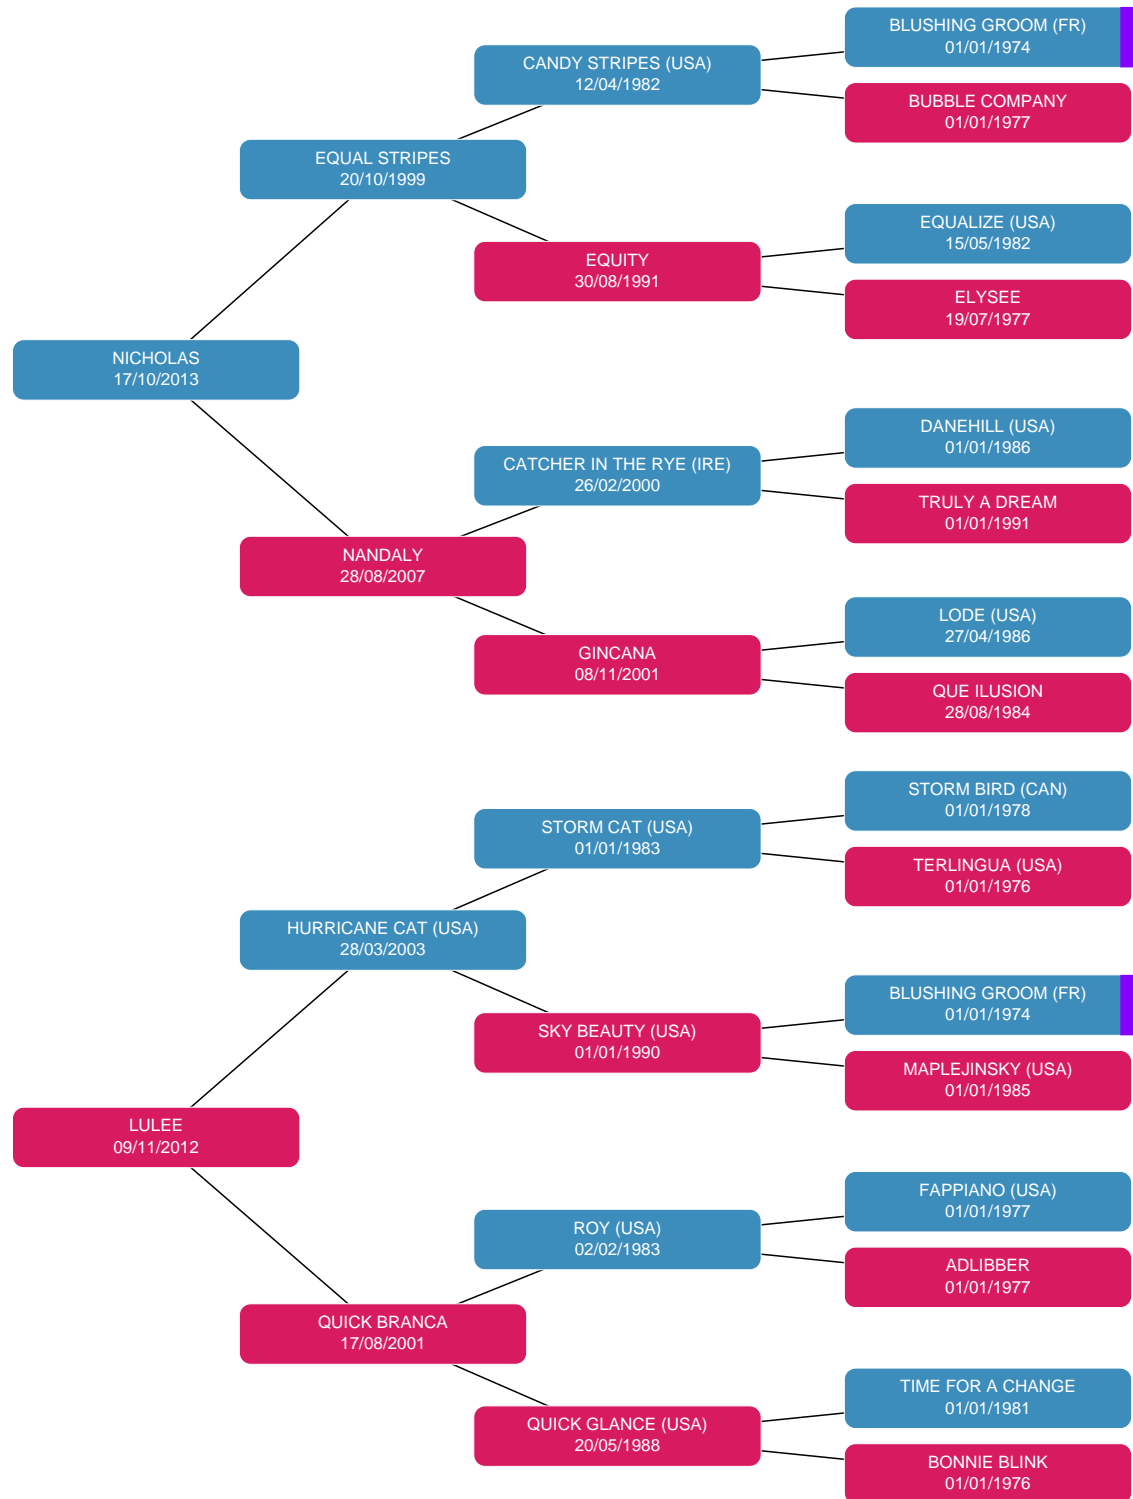 BLUSHING GROOM (FR)
01/01/1974
CANDY STRIPES (USA)
12/04/1982
BUBBLE COMPANY
01/01/1977
EQUAL STRIPES
20/10/1999
EQUALIZE (USA)
15/05/1982
EQUITY
30/08/1991
ELYSEE
19/07/1977
NICHOLAS
17/10/2013
DANEHILL (USA)
01/01/1986
CATCHER IN THE RYE (IRE)
26/02/2000
TRULY A DREAM
01/01/1991
NANDALY
28/08/2007
LODE (USA)
27/04/1986
GINCANA
08/11/2001
QUE ILUSION
28/08/1984
STORM BIRD (CAN)
01/01/1978
STORM CAT (USA)
01/01/1983
TERLINGUA (USA)
01/01/1976
HURRICANE CAT (USA)
28/03/2003
BLUSHING GROOM (FR)
01/01/1974
SKY BEAUTY (USA)
01/01/1990
MAPLEJINSKY (USA)
01/01/1985
LULEE
09/11/2012
FAPPIANO (USA)
01/01/1977
ROY (USA)
02/02/1983
ADLIBBER
01/01/1977
QUICK BRANCA
17/08/2001
TIME FOR A CHANGE
01/01/1981
QUICK GLANCE (USA)
20/05/1988
BONNIE BLINK
01/01/1976